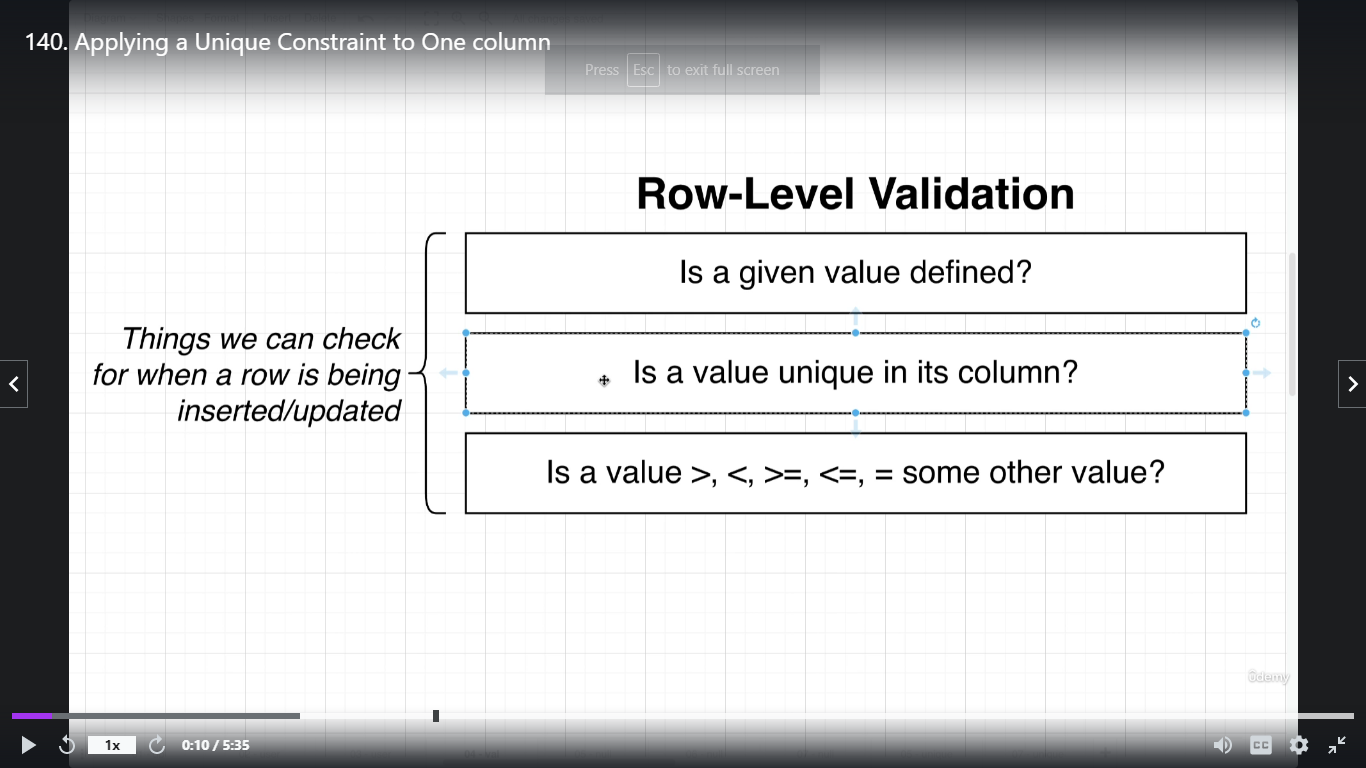 140. Applying a Unique Constraint to One column
Press Esc to exit full screen
Row-Level Validation
Is a given value defined?
Things we can check
for when a row is being
inserted/updated
Is a value unique in its column?
Is a value >, <, >=, <=, = some other value?
ûdemy
1x
0:10 / 5:35
CC